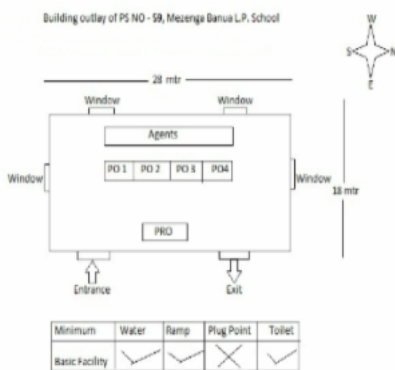 Building outlay of PS NO - 59, Mezenga Banua L.P. School
W
S N
E
28 mtr
Window Window
Agents
PO 1 PO 2 PO 3 PO4
Window Window
18 mtr
PRO
Entrance Exit
Minimum Water Ramp Plug Point Toilet
Basic Facility